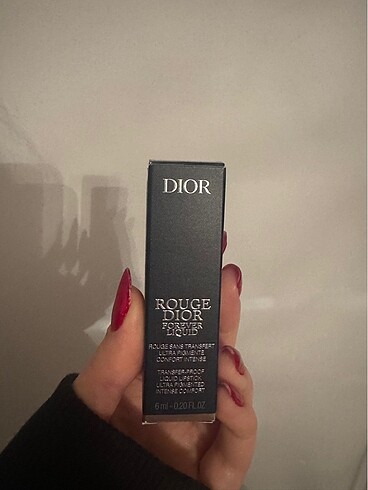 DIOR
ROUGE
DIOR
FOREVER
LIQUID
ROUGE SANS TRANSFERT
ULTRA PIGMENTÉ
CONFORT INTENSE
TRANSFER-PROOF
LIQUID LIPSTICK
ULTRA PIGMENTED
INTENSE COMFORT
6 ml - 0.20 FL. OZ.